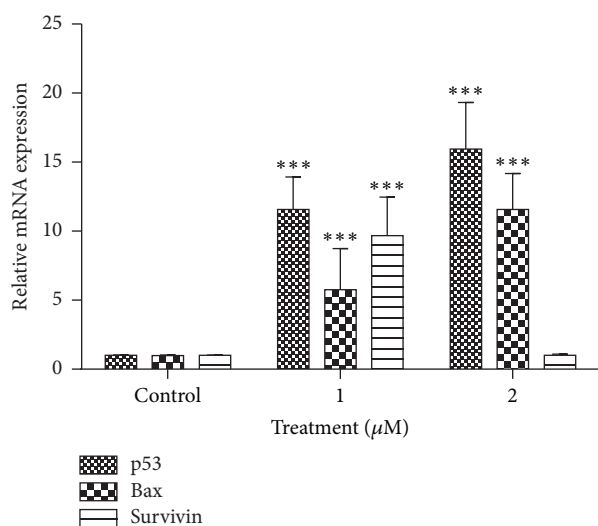 25
20
15
10
5
0
Relative mRNA expression
***
***
***
***
***
Control
1
2
Treatment (μM)
p53
Bax
Survivin